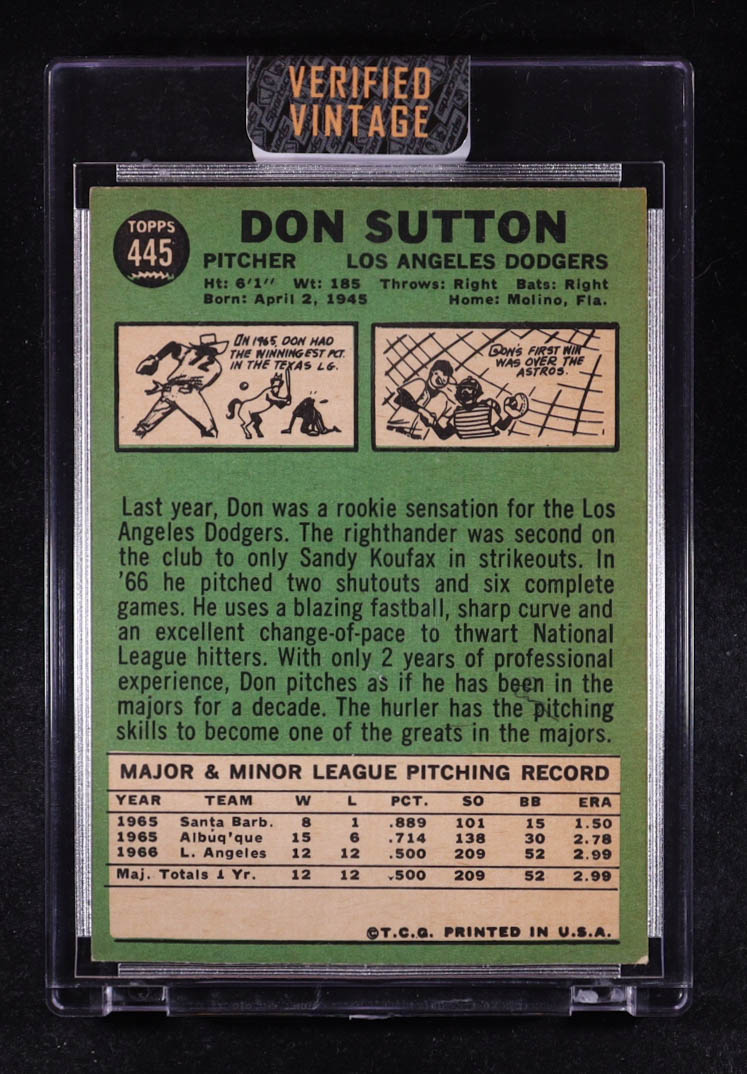 VERIFIED
VINTAGE
TOPPS
445
DON SUTTON
PITCHER LOS ANGELES DODGERS
Ht: 6'1" Wt: 185 Throws: Right Bats: Right
Born: April 2, 1945 Home: Molino, Fla.
IN 1965, DON HAD
THE WINNINGEST PCT.
IN THE TEXAS LG.
DON'S FIRST WIN
WAS OVER THE
ASTROS.
Last year, Don was a rookie sensation for the Los
Angeles Dodgers. The righthander was second on
the club to only Sandy Koufax in strikeouts. In
'66 he pitched two shutouts and six complete
games. He uses a blazing fastball, sharp curve and
an excellent change-of-pace to thwart National
League hitters. With only 2 years of professional
experience, Don pitches as if he has been in the
majors for a decade. The hurler has the pitching
skills to become one of the greats in the majors.
MAJOR & MINOR LEAGUE PITCHING RECORD
YEAR TEAM W L PCT. SO BB ERA
1965 Santa Barb. 8 1 .889 101 15 1.50
1965 Albuq'que 15 6 .714 138 30 2.78
1966 L. Angeles 12 12 .500 209 52 2.99
Maj. Totals 1 Yr. 12 12 .500 209 52 2.99
©T.C.G. PRINTED IN U.S.A.